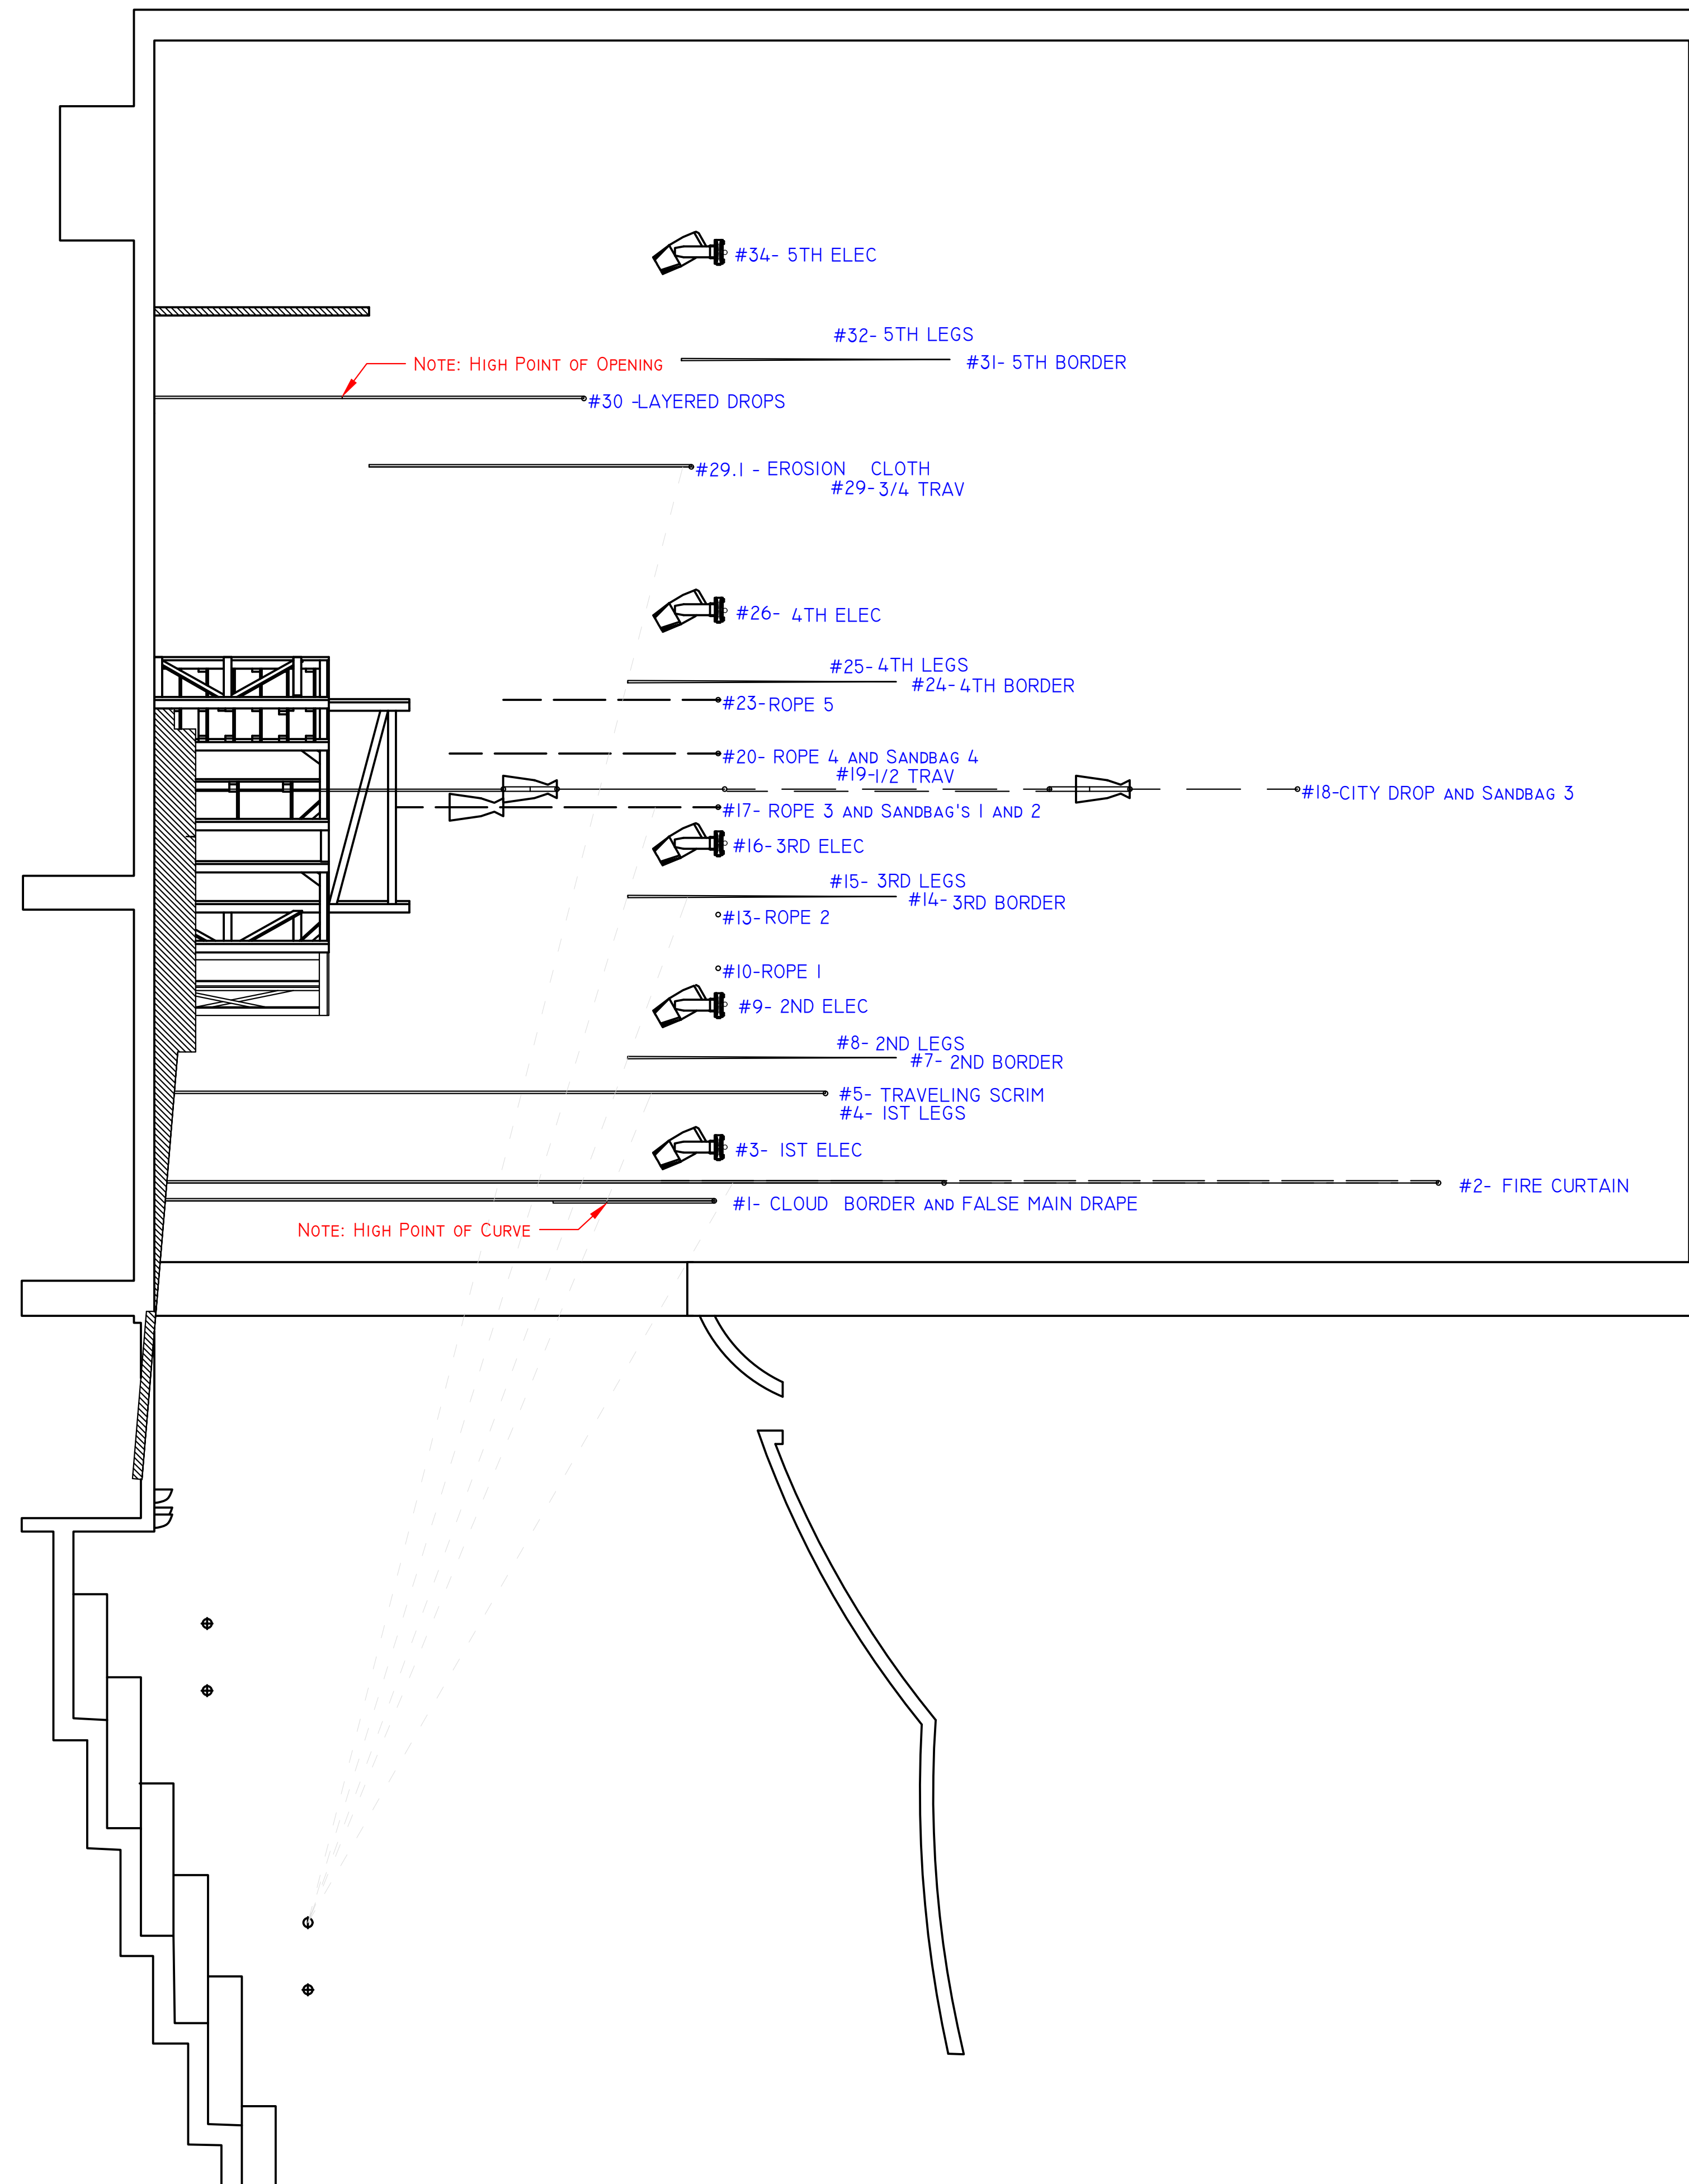 #34- 5TH ELEC
#32- 5TH LEGS
#31- 5TH BORDER
NOTE: HIGH POINT OF OPENING
#30 -LAYERED DROPS
#29.1 - EROSION CLOTH
#29- 3/4 TRAV
#26- 4TH ELEC
#25- 4TH LEGS
#24- 4TH BORDER
#23- ROPE 5
#20- ROPE 4 AND SANDBAG 4
#19-1/2 TRAV
#18-CITY DROP AND SANDBAG 3
#17- ROPE 3 AND SANDBAG'S 1 AND 2
#16- 3RD ELEC
#15- 3RD LEGS
#14- 3RD BORDER
#13- ROPE 2
#10-ROPE 1
#9- 2ND ELEC
#8- 2ND LEGS
#7- 2ND BORDER
#5- TRAVELING SCRIM
#4- 1ST LEGS
#3- 1ST ELEC
#2- FIRE CURTAIN
#1- CLOUD BORDER AND FALSE MAIN DRAPE
NOTE: HIGH POINT OF CURVE